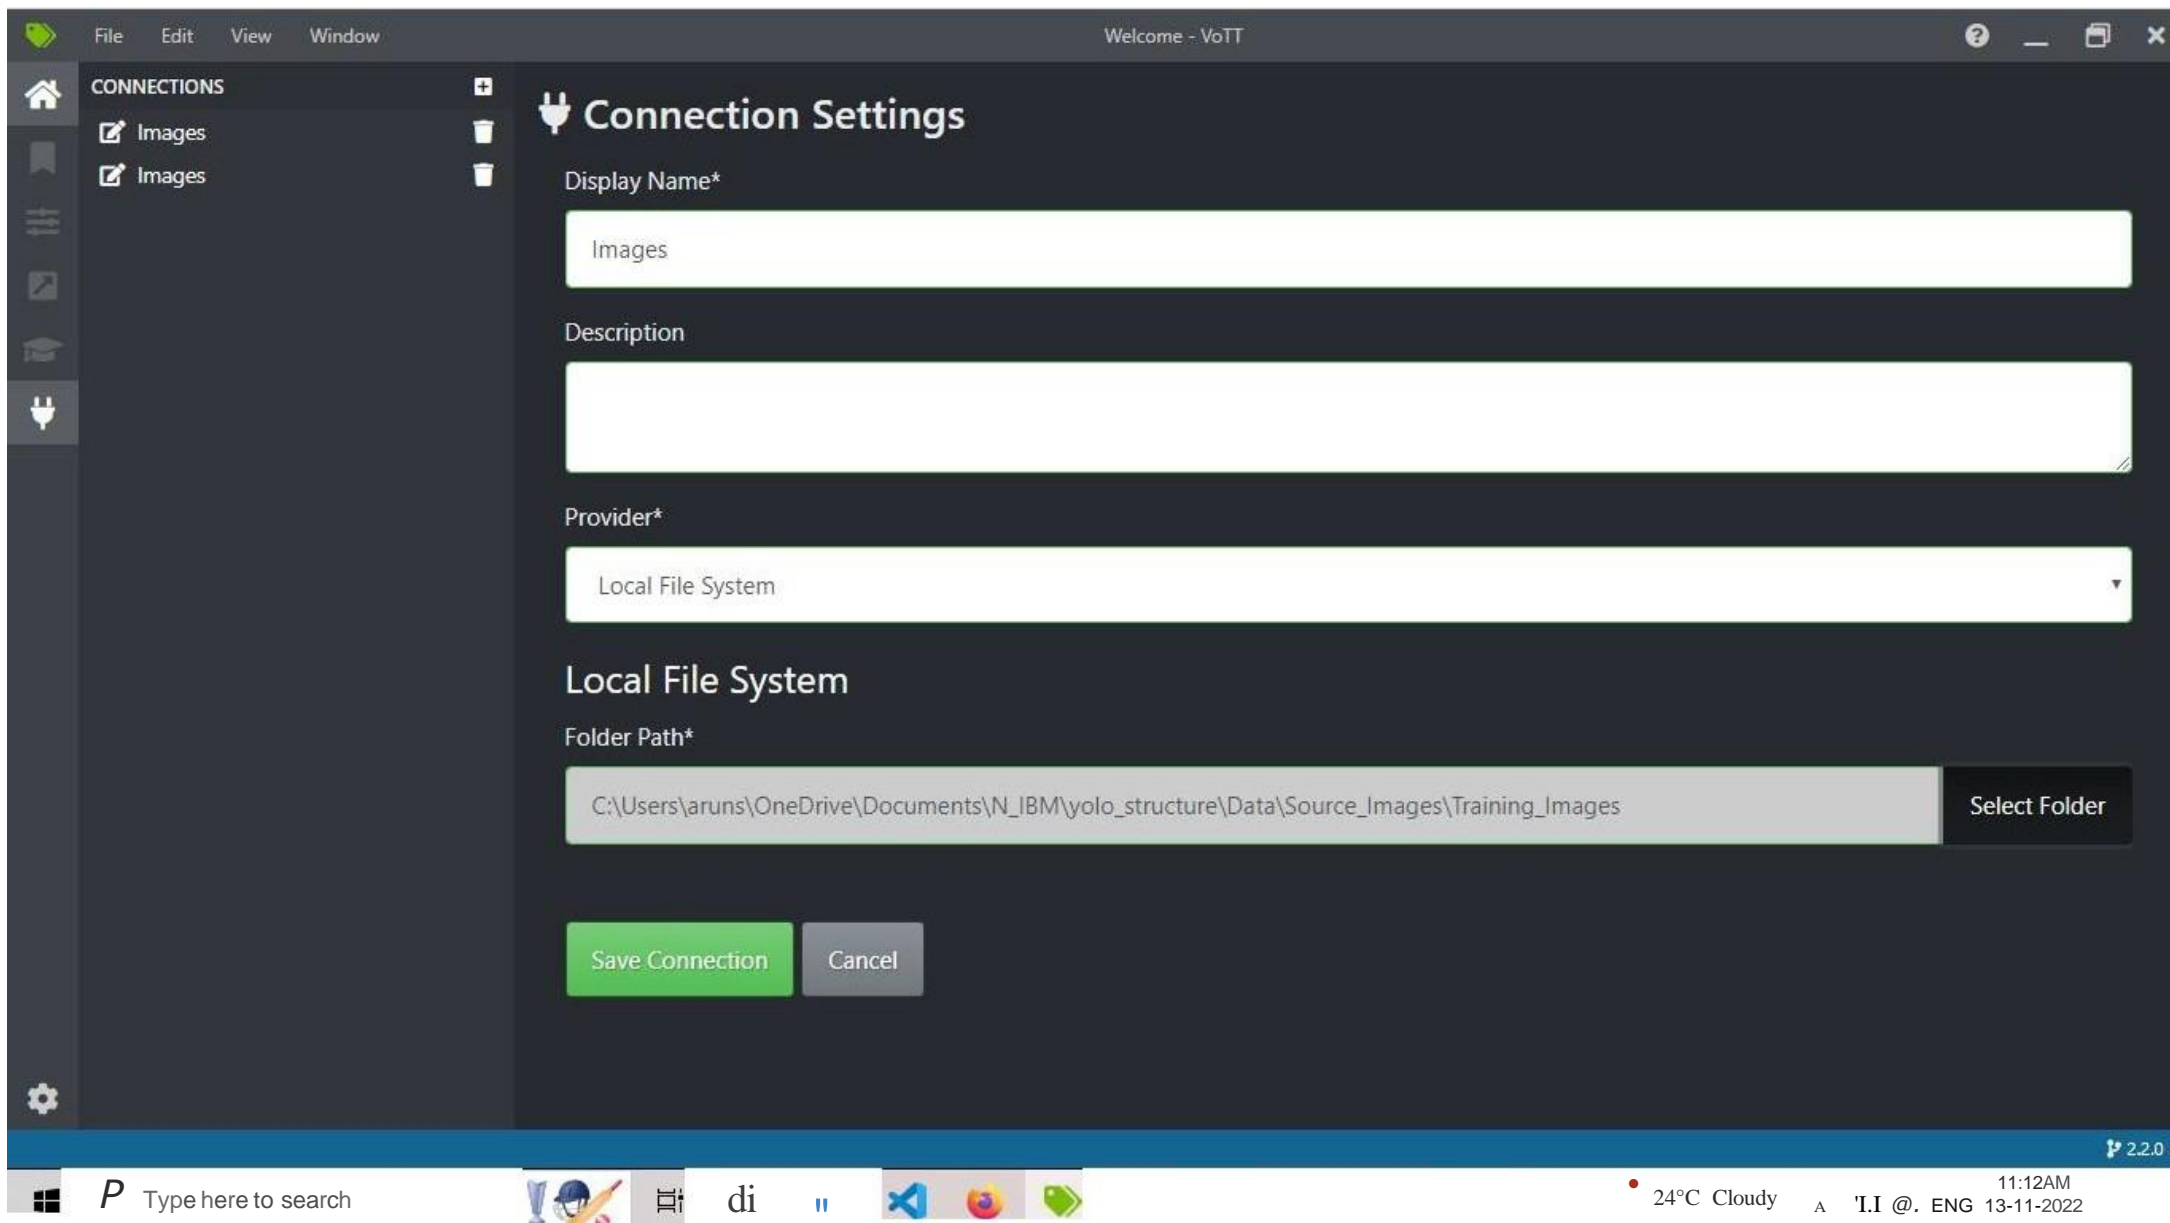 File Edit View Window Welcome - VoTT
CONNECTIONS
Images
Images
Connection Settings
Display Name*
Images
Description
Provider*
Local File System
Local File System
Folder Path*
C:\Users\aruns\OneDrive\Documents\N_IBM\yolo_structure\Data\Source_Images\Training_Images
Select Folder
Save Connection Cancel
2.2.0
P Type here to search di " 24°C Cloudy A 'I.I @. ENG 11:12AM
13-11-2022